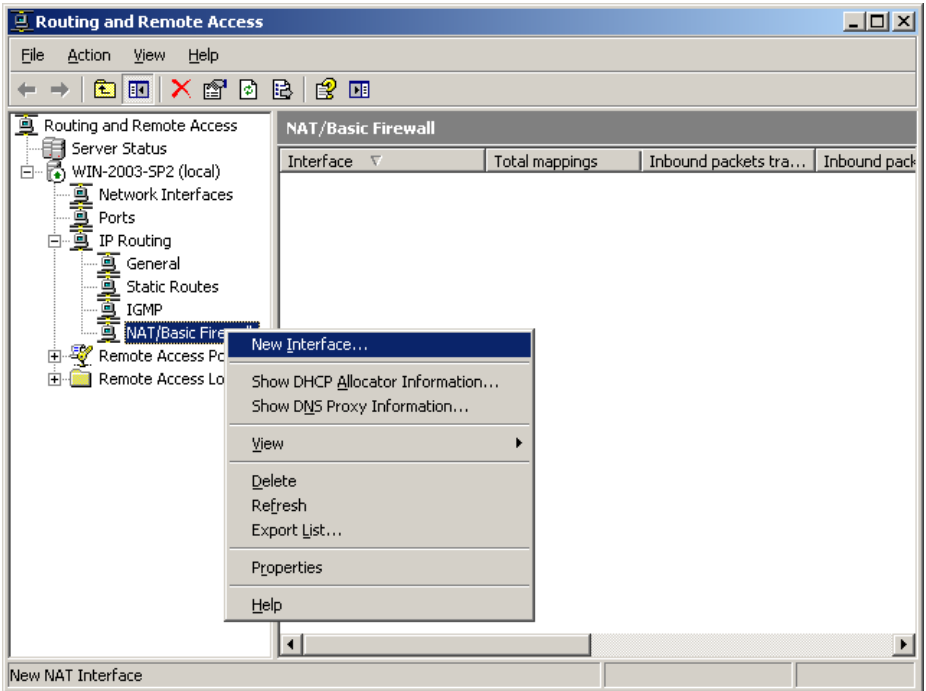 Routing and Remote Access
File Action View Help
Routing and Remote Access
Server Status
WIN-2003-SP2 (local)
Network Interfaces
Ports
IP Routing
General
Static Routes
IGMP
NAT/Basic Fire
Remote Access Po
Remote Access Lo
NAT/Basic Firewall
Interface Total mappings Inbound packets tra... Inbound pack
New Interface...
Show DHCP Allocator Information...
Show DNS Proxy Information...
View
Delete
Refresh
Export List...
Properties
Help
New NAT Interface